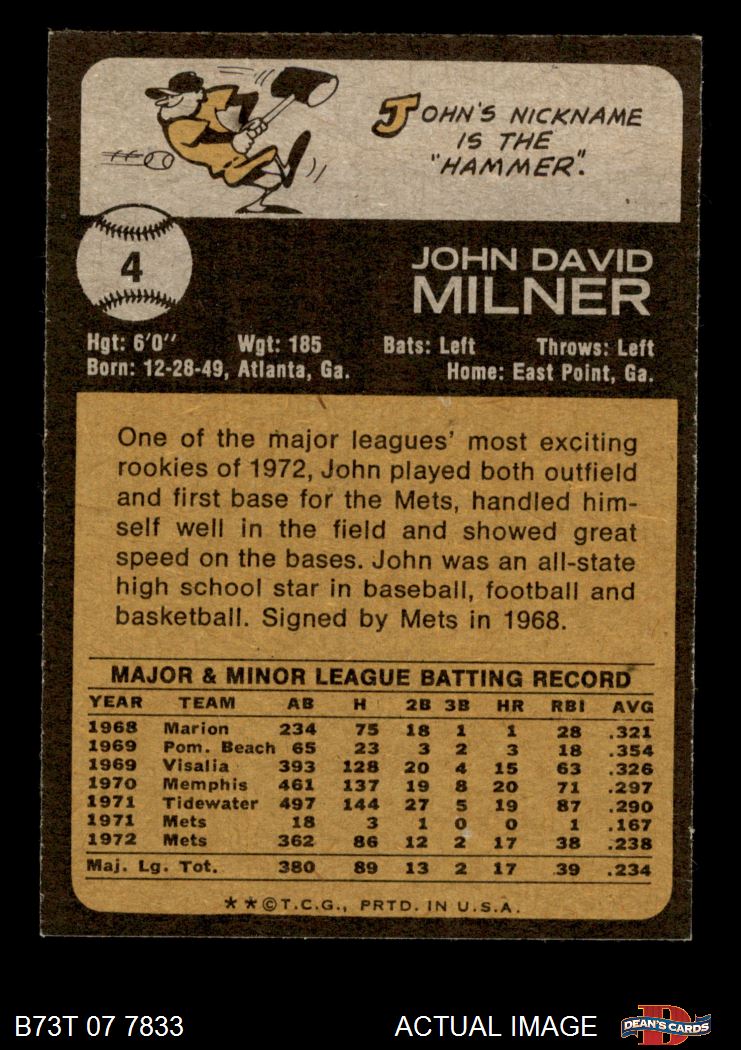 JOHN'S NICKNAME
IS THE
"HAMMER".
4
JOHN DAVID
MILNER
Hgt: 6'0" Wgt: 185 Bats: Left Throws: Left
Born: 12-28-49, Atlanta, Ga. Home: East Point, Ga.
One of the major leagues' most exciting
rookies of 1972, John played both outfield
and first base for the Mets, handled him-
self well in the field and showed great
speed on the bases. John was an all-state
high school star in baseball, football and
basketball. Signed by Mets in 1968.
MAJOR & MINOR LEAGUE BATTING RECORD
YEAR TEAM AB H 2B 3B HR RBI AVG
1968 Marion 234 75 18 1 1 28 .321
1969 Pom. Beach 65 23 3 2 3 18 .354
1969 Visalia 393 128 20 4 15 63 .326
1970 Memphis 461 137 19 8 20 71 .297
1971 Tidewater 497 144 27 5 19 87 .290
1971 Mets 18 3 1 0 0 1 .167
1972 Mets 362 86 12 2 17 38 .238
Maj. Lg. Tot. 380 89 13 2 17 39 .234
**©T.C.G., PRTD. IN U.S.A.
B73T 07 7833 ACTUAL IMAGE DEAN'S CARDS